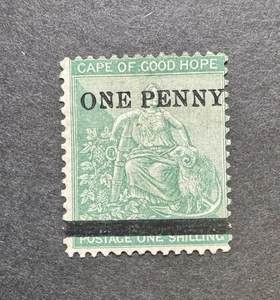 CAPE OF GOOD HOPE
ONE PENNY
POSTAGE ONE SHILLING